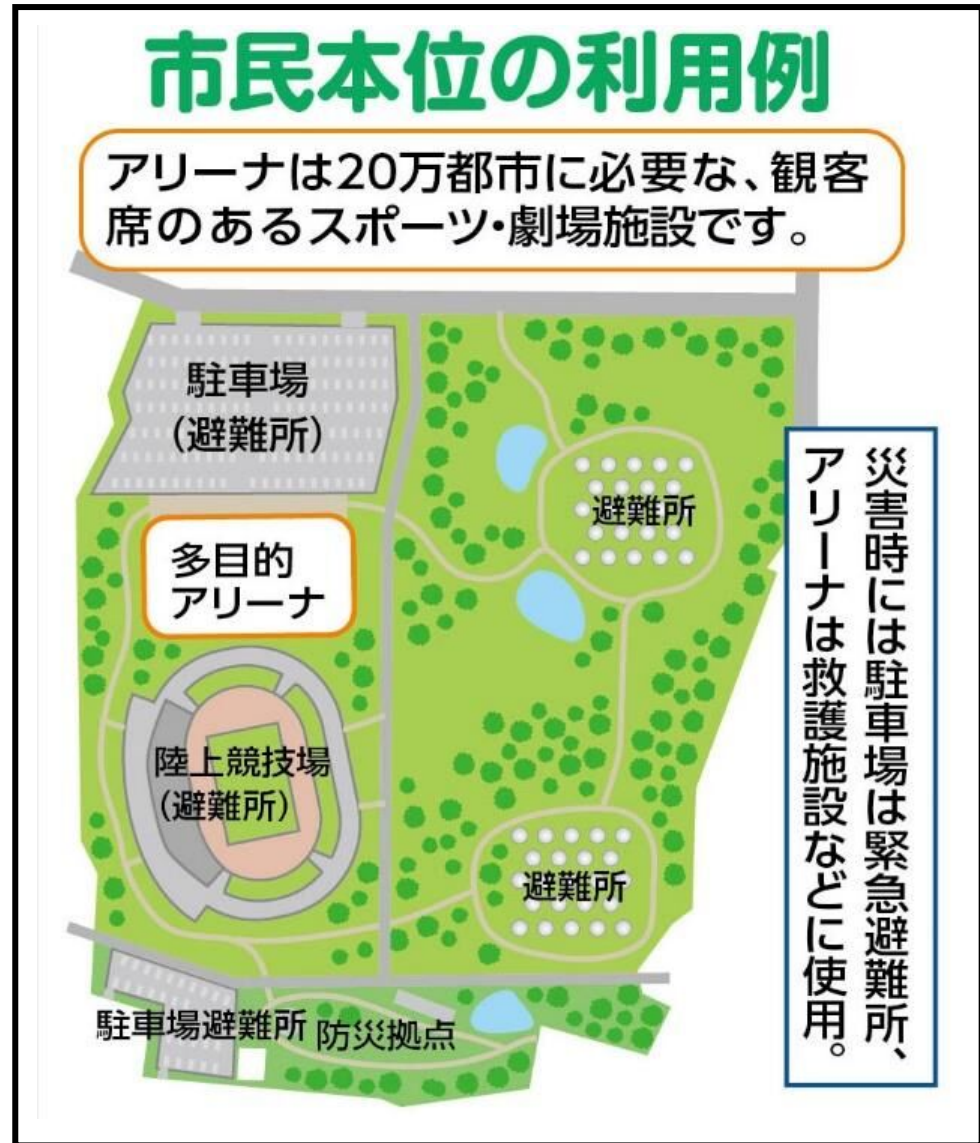 市民本位の利用例
アリーナは20万都市に必要な、観客
席のあるスポーツ・劇場施設です。
駐車場
(避難所)
避難所
多目的
アリーナ
災害時には駐車場は緊急避難所、
アリーナは救護施設などに使用。
陸上競技場
(避難所)
避難所
駐車場避難所
防災拠点